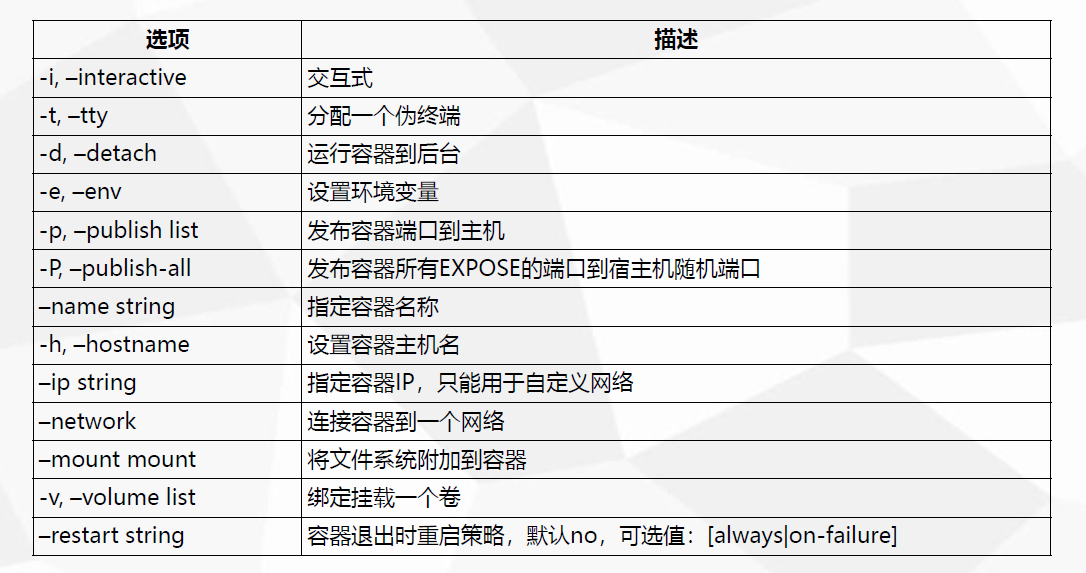 选项 描述
-i, –interactive 交互式
-t, –tty 分配一个伪终端
-d, –detach 运行容器到后台
-e, –env 设置环境变量
-p, –publish list 发布容器端口到主机
-P, –publish-all 发布容器所有EXPOSE的端口到宿主机随机端口
–name string 指定容器名称
-h, –hostname 设置容器主机名
–ip string 指定容器IP，只能用于自定义网络
–network 连接容器到一个网络
–mount mount 将文件系统附加到容器
-v, –volume list 绑定挂载一个卷
–restart string 容器退出时重启策略，默认no，可选值：[always|on-failure]